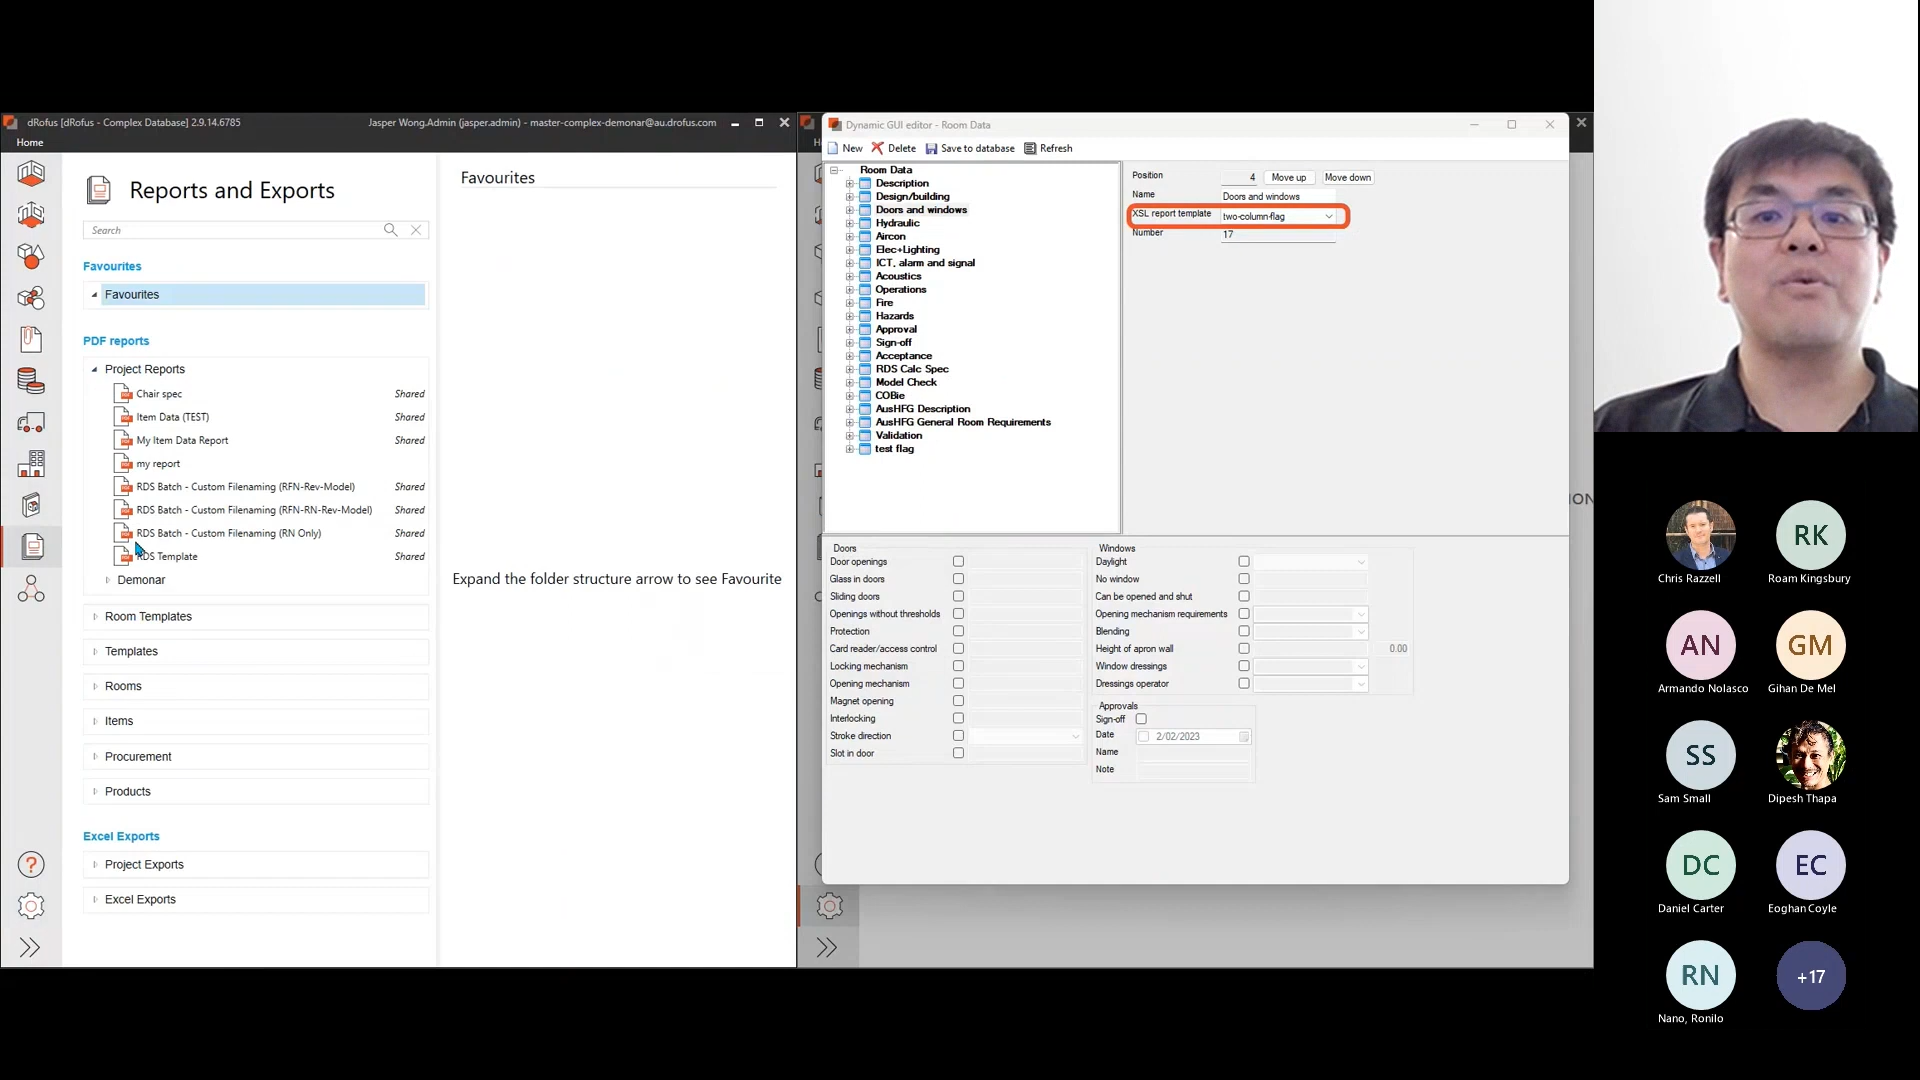 dRofus [dRofus - Complex Database] 2.9.14.6785
Jasper Wong.Admin (jasper.admin) - master-complex-demonar@au.drofus.com
Home
Reports and Exports
Search
Favourites
Favourites
PDF reports
Project Reports
Chair spec Shared
Item Data (TEST) Shared
My Item Data Report Shared
my report
RDS Batch - Custom Filenaming (RFN-Rev-Model) Shared
RDS Batch - Custom Filenaming (RFN-RN-Rev-Model) Shared
RDS Batch - Custom Filenaming (RN Only) Shared
RDS Template Shared
Demonar
Room Templates
Templates
Rooms
Items
Procurement
Products
Excel Exports
Project Exports
Excel Exports
Favourites
Expand the folder structure arrow to see Favourite
Dynamic GUI editor - Room Data
New Delete Save to database Refresh
Room Data
Description
Design/building
Doors and windows
Hydraulic
Aircon
Elec+Lighting
ICT, alarm and signal
Acoustics
Operations
Fire
Hazards
Approval
Sign-off
Acceptance
RDS Calc Spec
Model Check
COBie
AusHFG Description
AusHFG General Room Requirements
Validation
test flag
Position 4 Move up Move down
Name Doors and windows
XSL report template two-column-flag
Number 17
Doors
Door openings
Glass in doors
Sliding doors
Openings without thresholds
Protection
Card reader/access control
Locking mechanism
Opening mechanism
Magnet opening
Interlocking
Stroke direction
Slot in door
Windows
Daylight
No window
Can be opened and shut
Opening mechanism requirements
Blending
Height of apron wall 0.00
Window dressings
Dressings operator
Approvals
Sign-off
Date 2/02/2023
Name
Note
ION
Chris Razzell
RK
Roam Kingsbury
AN
Armando Nolasco
GM
Gihan De Mel
SS
Sam Small
Dipesh Thapa
DC
Daniel Carter
EC
Eoghan Coyle
RN
Nano, Ronilo
+17